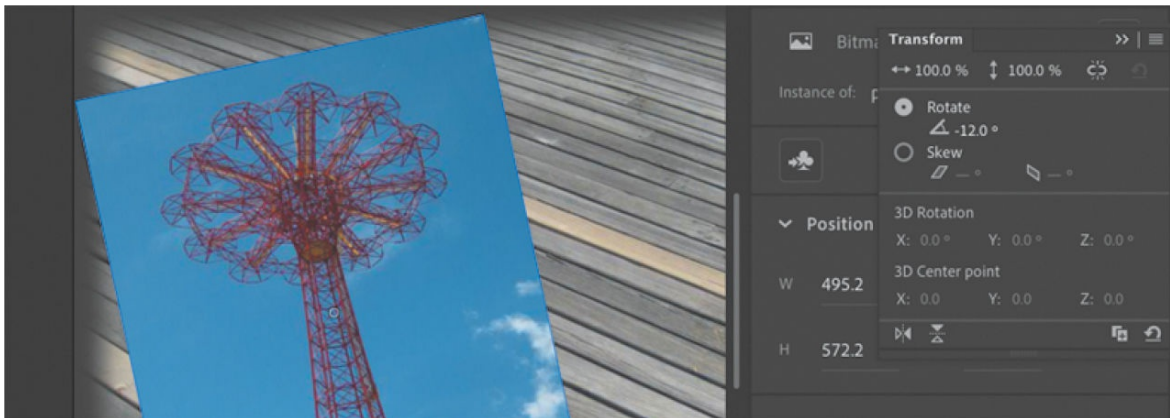 Bitma
Transform
100.0 % 100.0 %
Instance of: p
Rotate
-12.0 °
Skew
— ° — °
Position
3D Rotation
X: 0.0 ° Y: 0.0 ° Z: 0.0 °
3D Center point
X: 0.0 Y: 0.0 Z: 0.0
W 495.2
H 572.2